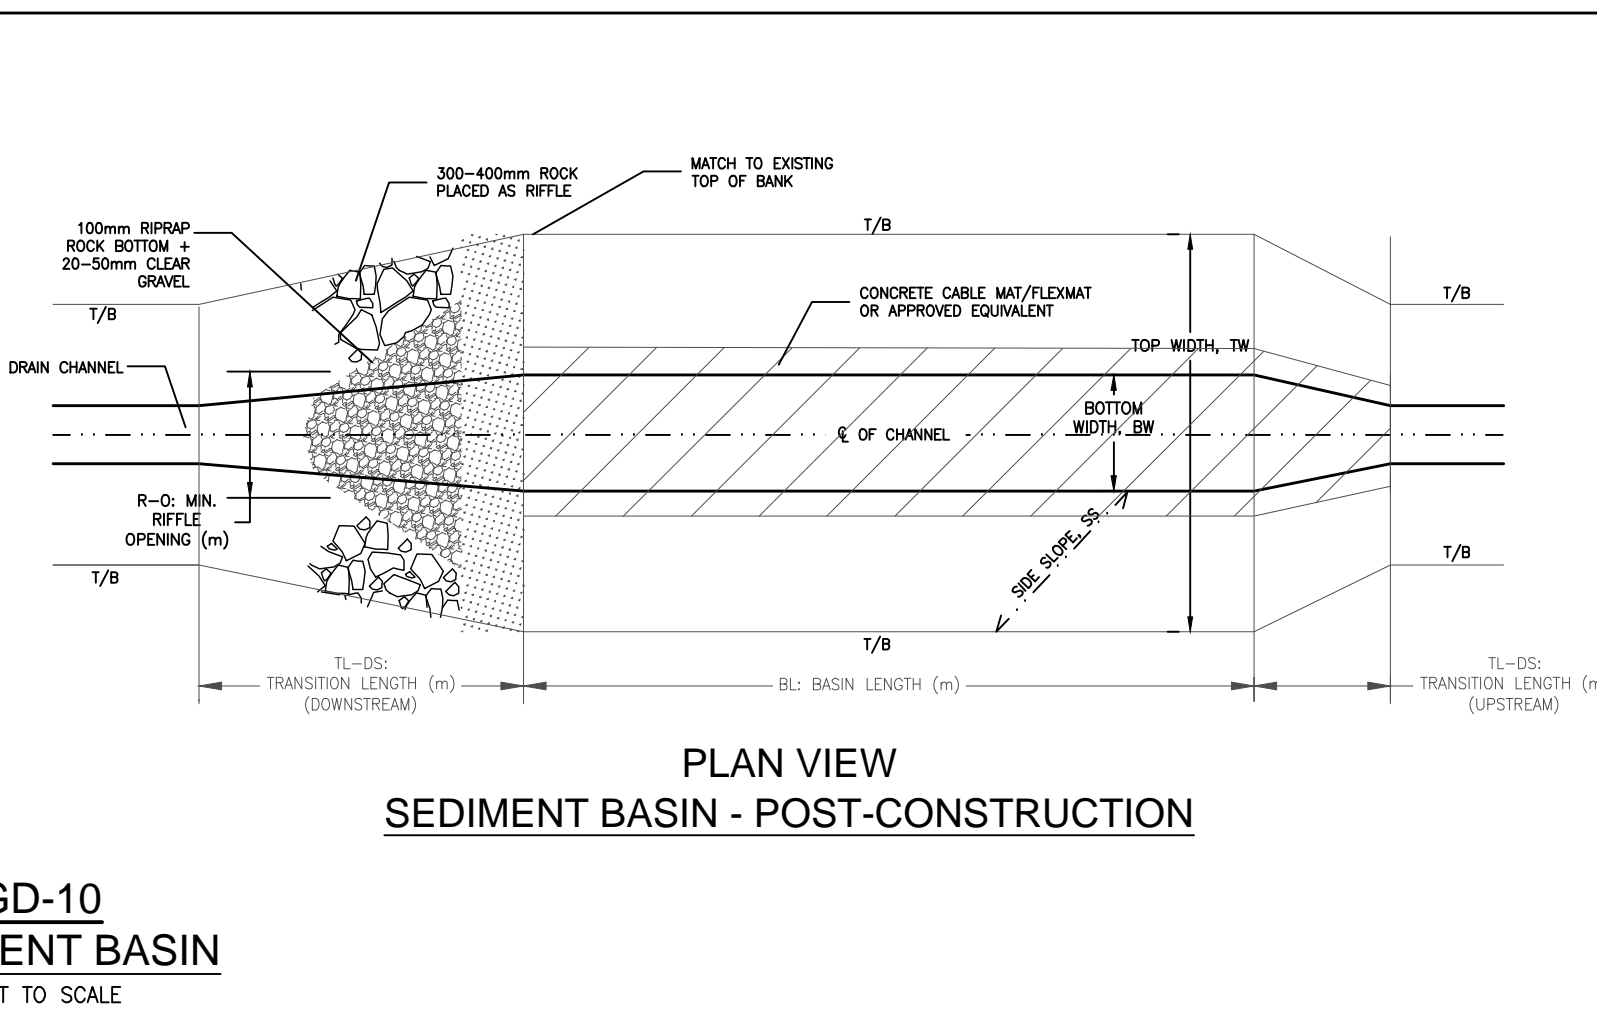 300-400mm ROCK
PLACED AS RIFFLE
MATCH TO EXISTING
TOP OF BANK
100mm RIPRAP
ROCK BOTTOM +
20-50mm CLEAR
GRAVEL
T/B
CONCRETE CABLE MAT/FLEXMAT
OR APPROVED EQUIVALENT
T/B
T/B
TOP WIDTH, TW
DRAIN CHANNEL
BOTTOM
WIDTH, BW
℄ OF CHANNEL
R-O: MIN.
RIFFLE
OPENING (m)
SIDE SLOPE, SS
T/B
T/B
T/B
TL-DS:
TRANSITION LENGTH (m)
(DOWNSTREAM)
BL: BASIN LENGTH (m)
TL-DS:
TRANSITION LENGTH (m
(UPSTREAM)
PLAN VIEW
SEDIMENT BASIN - POST-CONSTRUCTION
GD-10
ENT BASIN
T TO SCALE